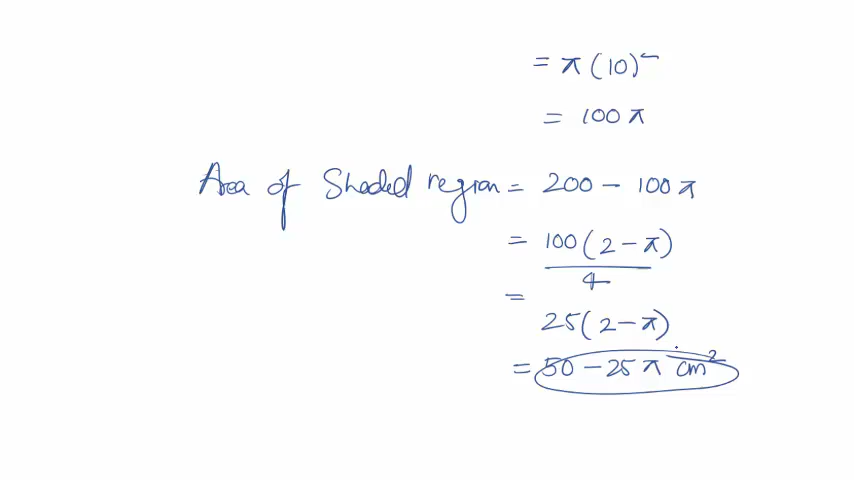 = π(10)²
= 100π
Area of Shaded region = 200 - 100π
= 100(2-π)
4
=
25(2-π)
= 50 - 25π cm²